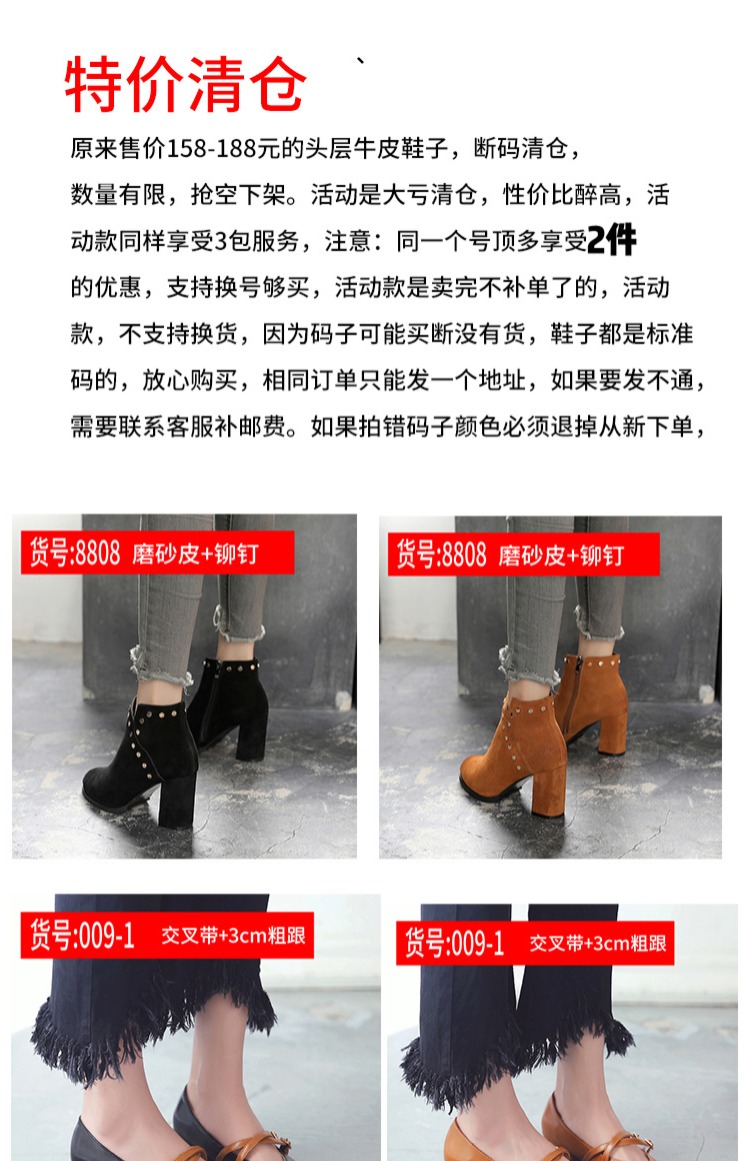 特价清仓
、
原来售价158-188元的头层牛皮鞋子，断码清仓，
数量有限，抢空下架。活动是大亏清仓，性价比醉高，活
动款同样享受3包服务，注意：同一个号顶多享受2件
的优惠，支持换号够买，活动款是卖完不补单了的，活动
款，不支持换货，因为码子可能买断没有货，鞋子都是标准
码的，放心购买，相同订单只能发一个地址，如果要发不通，
需要联系客服补邮费。如果拍错码子颜色必须退掉从新下单，
货号:8808 磨砂皮+铆钉
货号:8808 磨砂皮+铆钉
货号:009-1 交叉带+3cm粗跟
货号:009-1 交叉带+3cm粗跟